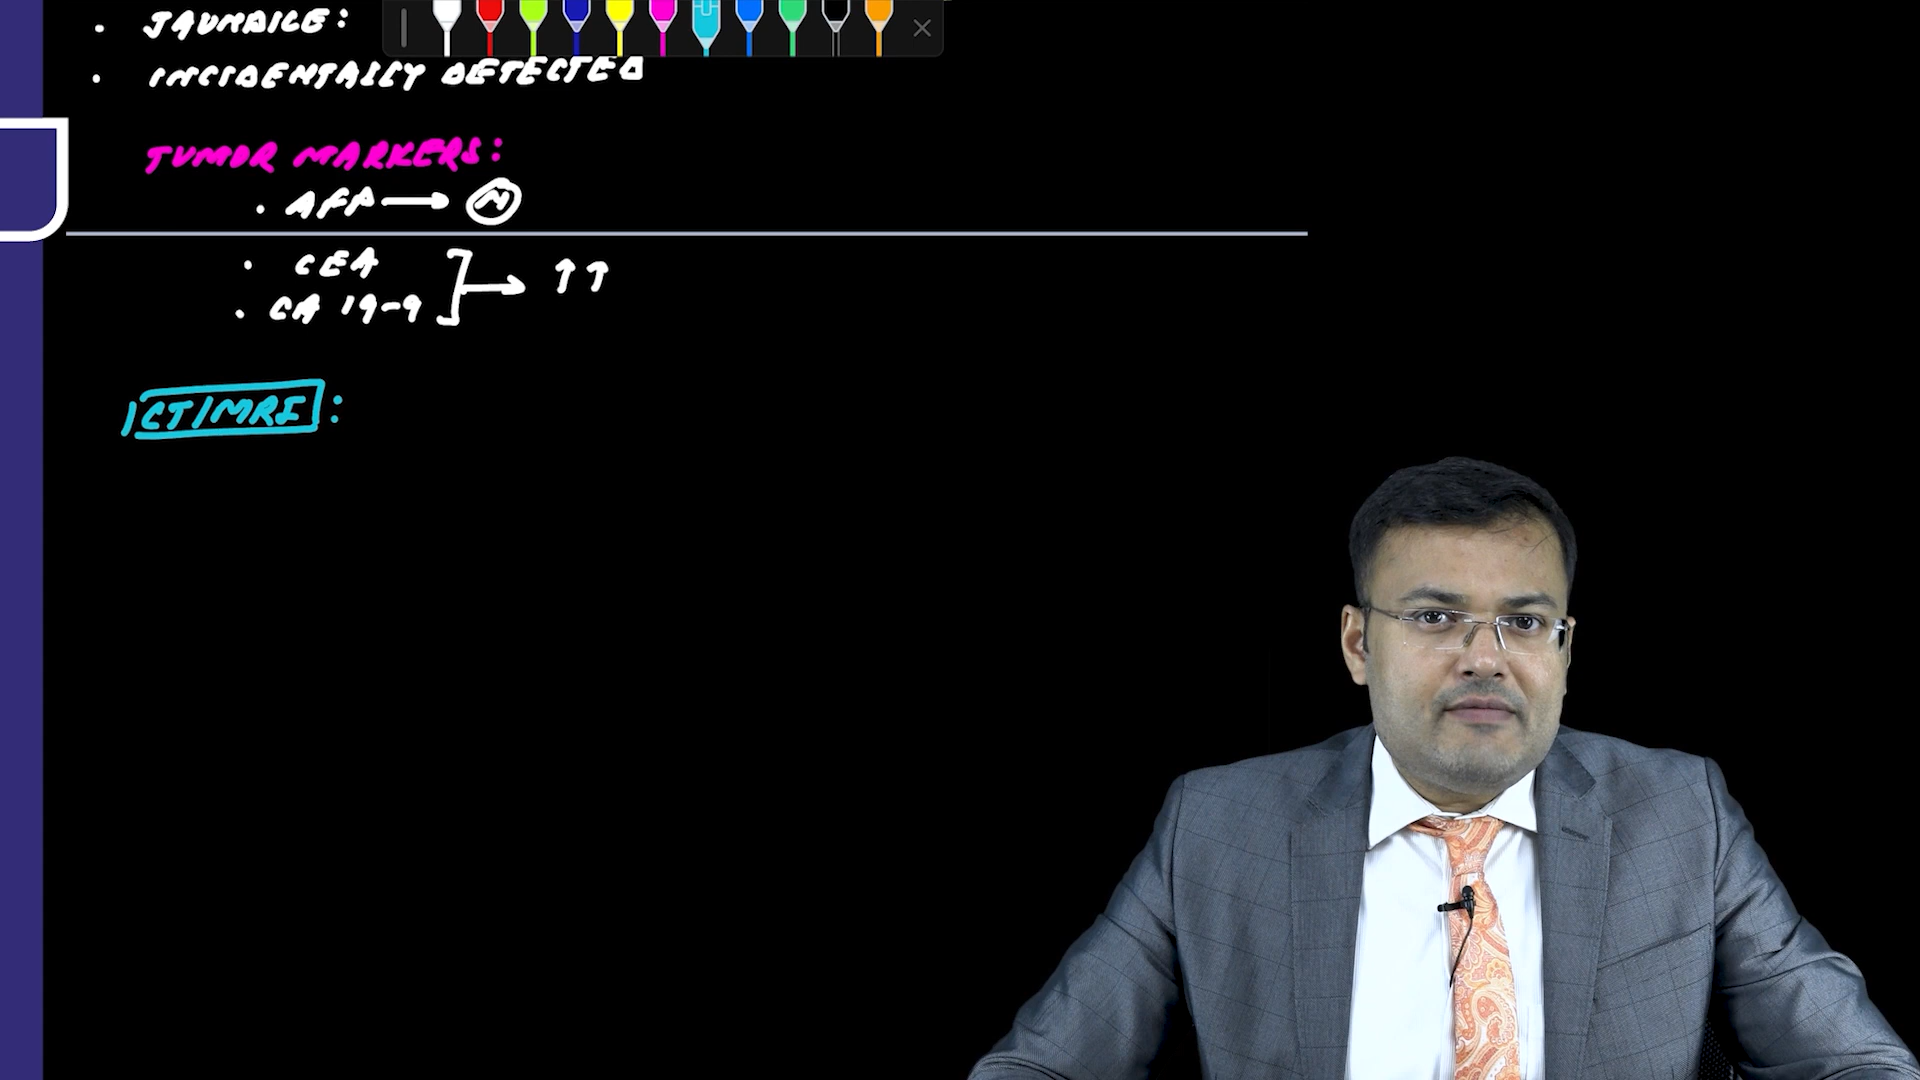 • JAUNDICE:
• INCIDENTALLY DETECTED
TUMOR MARKERS:
• AFP → N
• CEA
• CA 19-9 ] → ↑↑
CT/MRI: